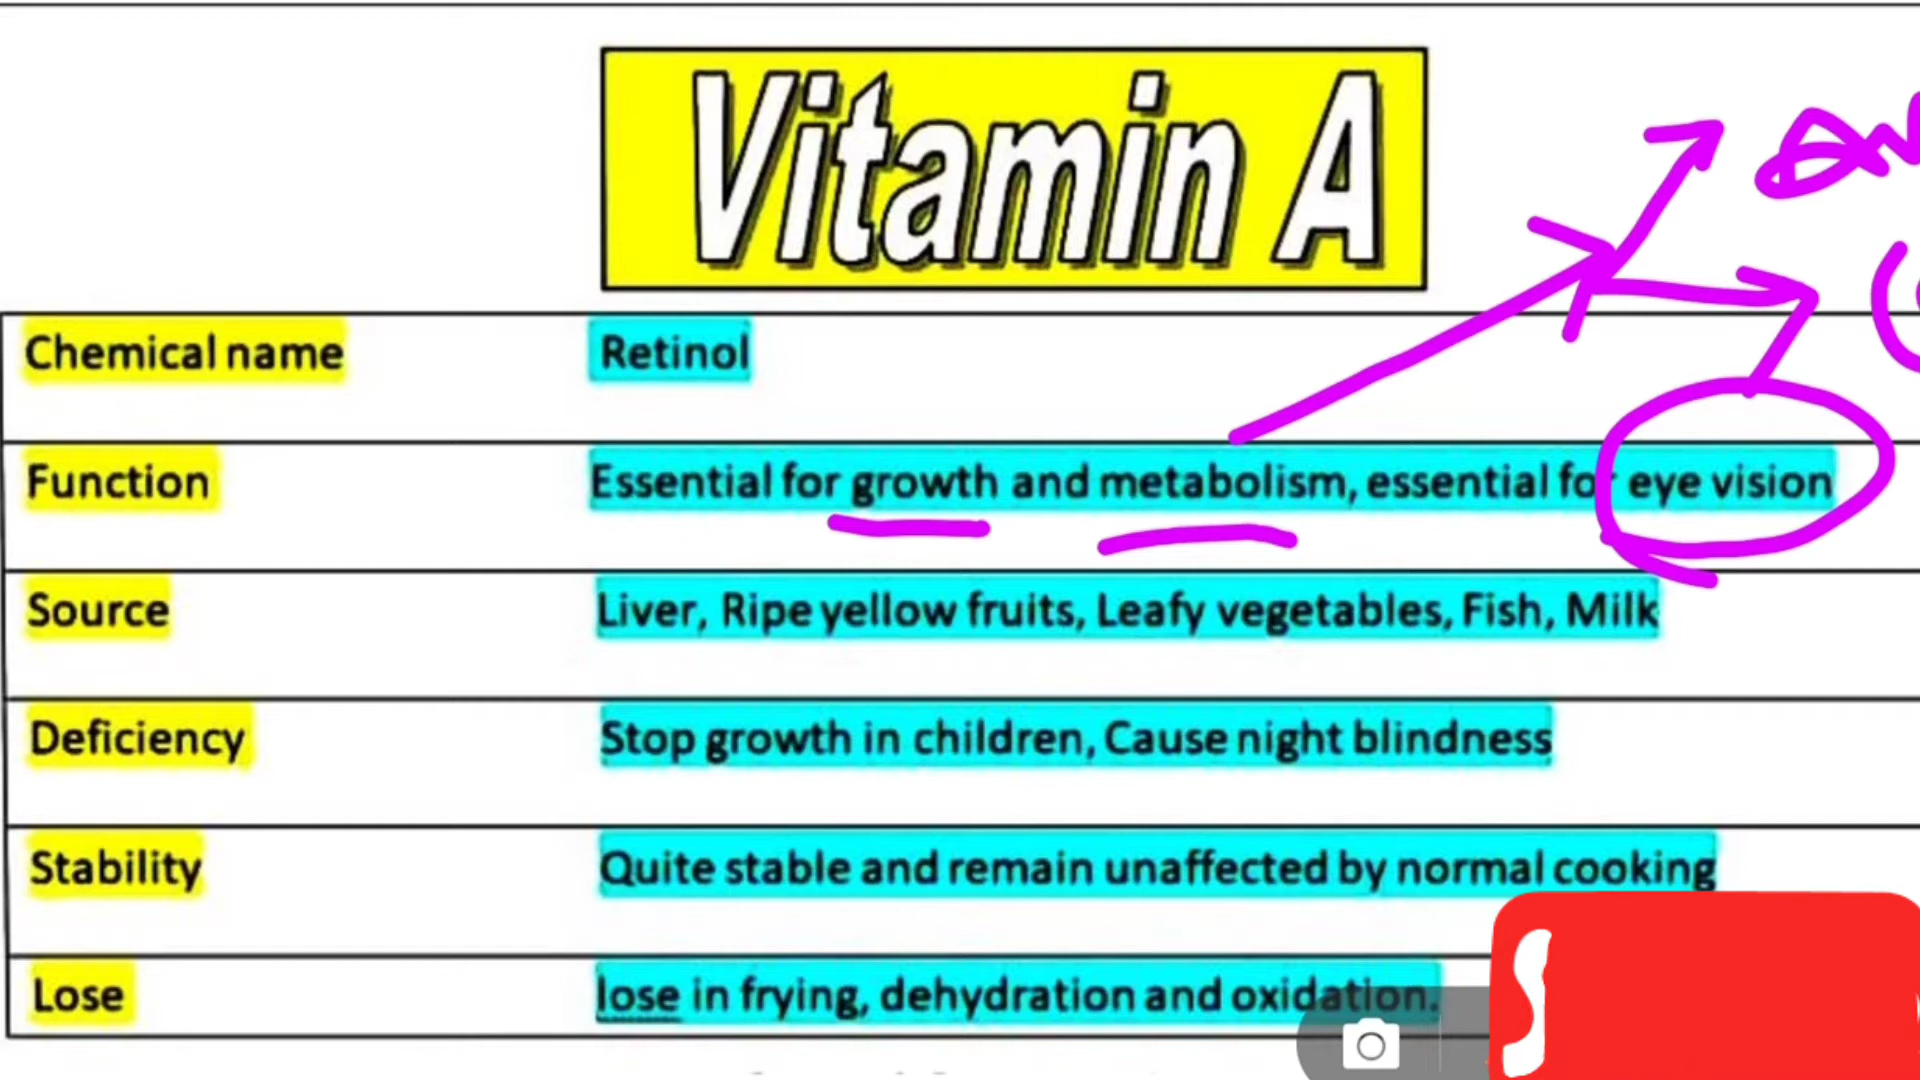 Vitamin A
Chemical name Retinol
Function Essential for growth and metabolism, essential for eye vision
Source Liver, Ripe yellow fruits, Leafy vegetables, Fish, Milk
Deficiency Stop growth in children, Cause night blindness
Stability Quite stable and remain unaffected by normal cooking
Lose lose in frying, dehydration and oxidation.